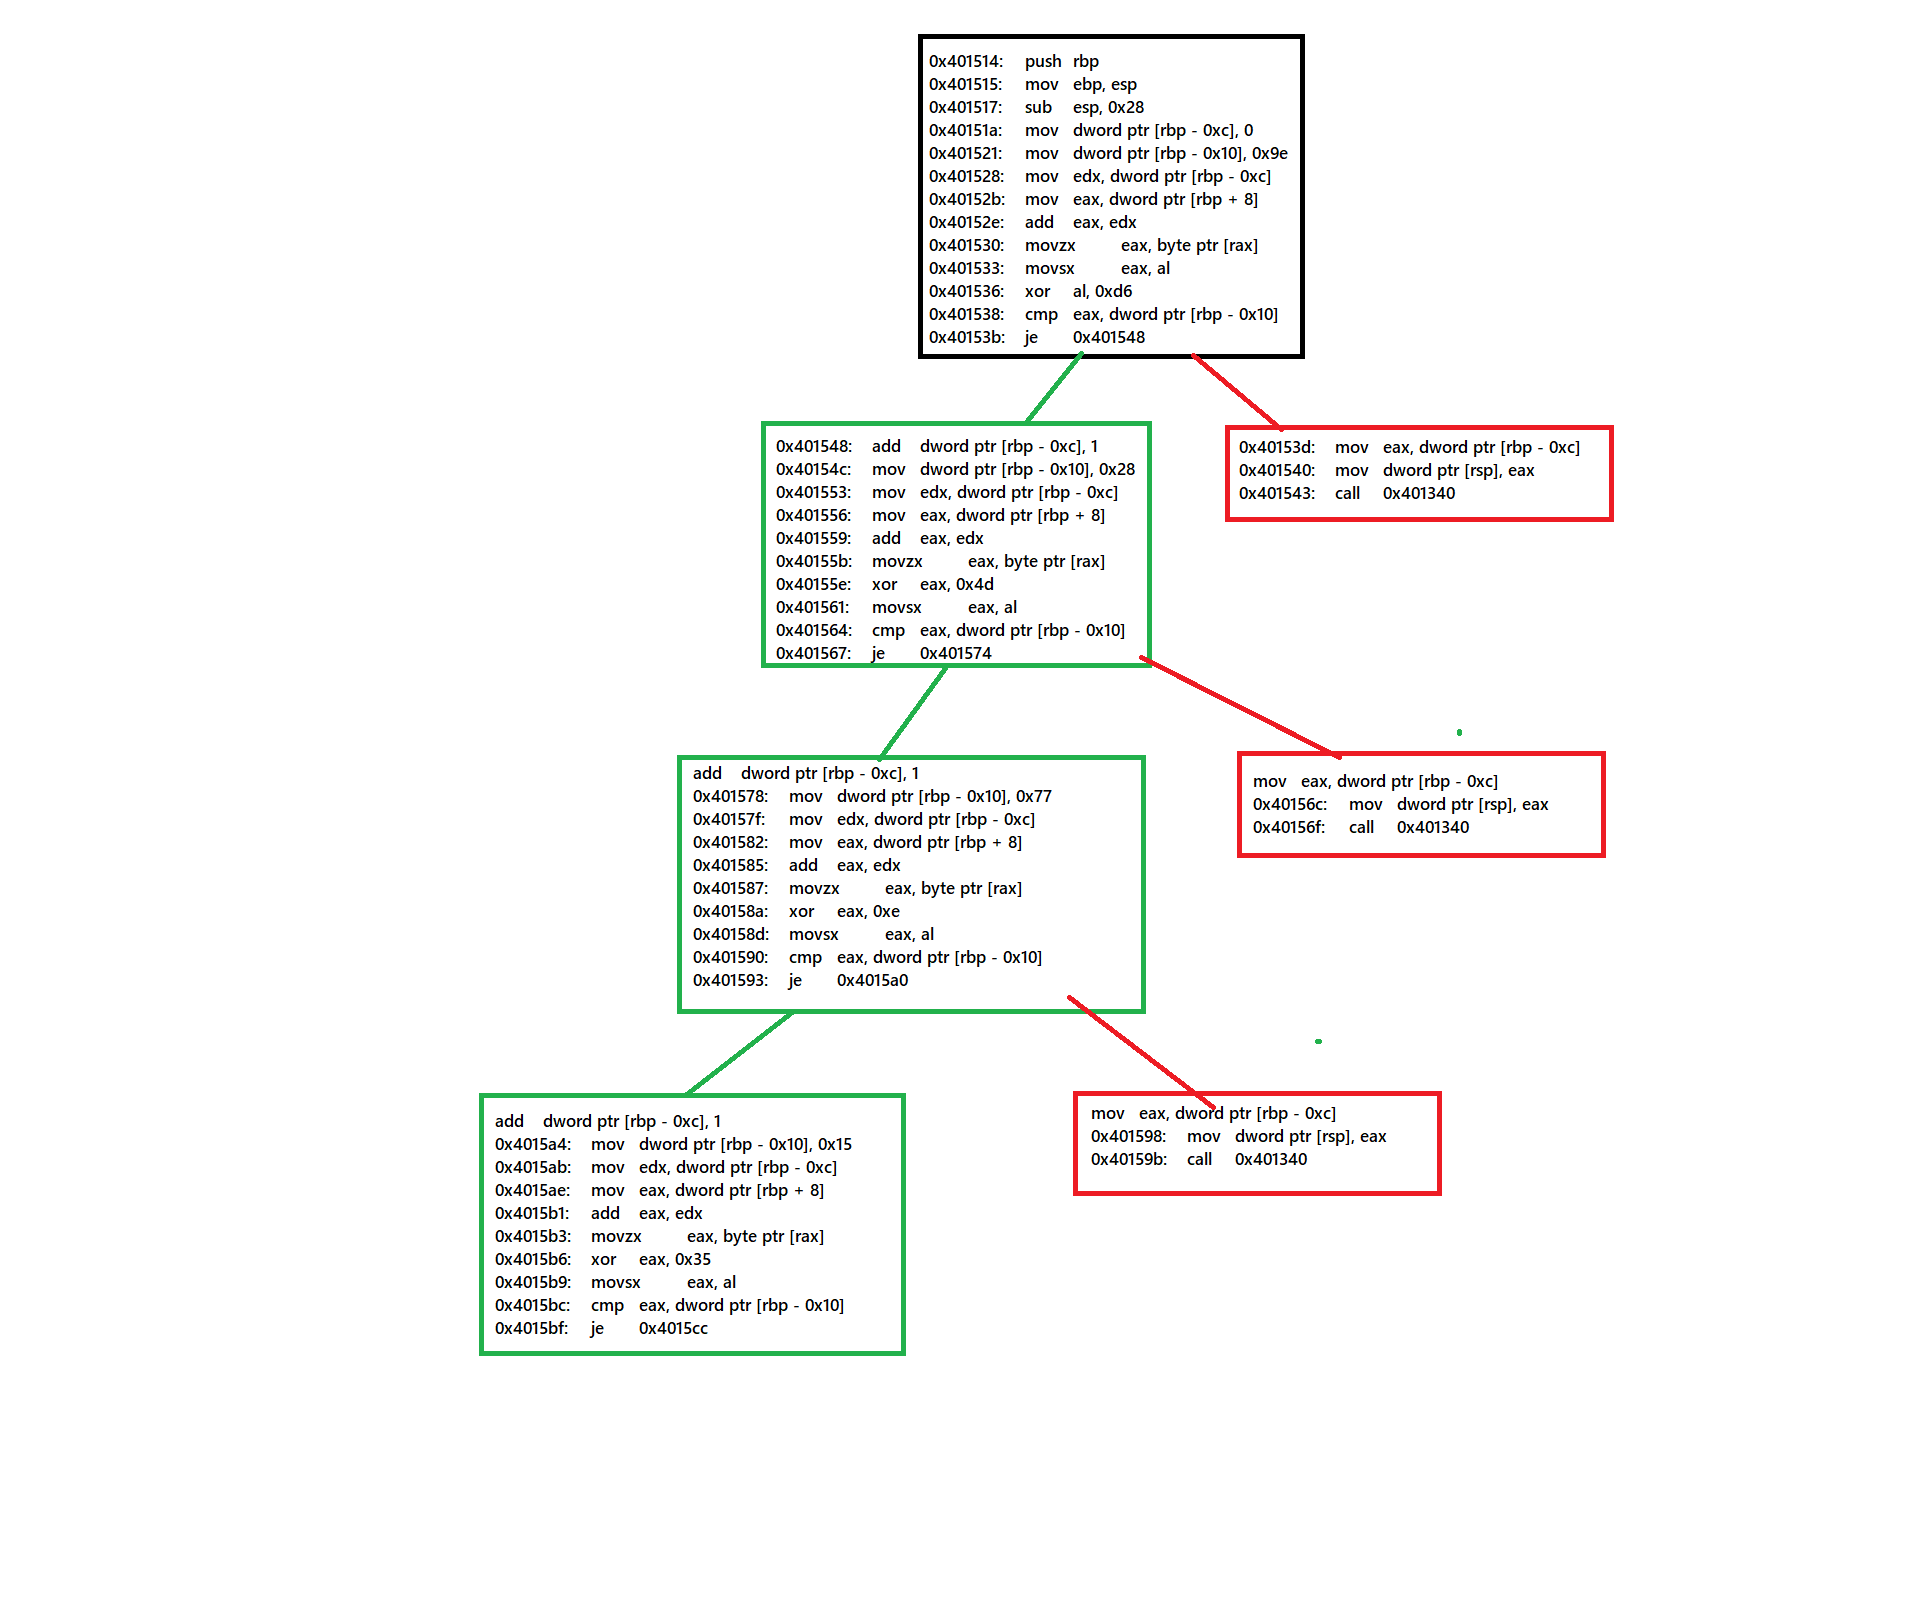 0x401514: push rbp
0x401515: mov ebp, esp
0x401517: sub esp, 0x28
0x40151a: mov dword ptr [rbp - 0xc], 0
0x401521: mov dword ptr [rbp - 0x10], 0x9e
0x401528: mov edx, dword ptr [rbp - 0xc]
0x40152b: mov eax, dword ptr [rbp + 8]
0x40152e: add eax, edx
0x401530: movzx eax, byte ptr [rax]
0x401533: movsx eax, al
0x401536: xor al, 0xd6
0x401538: cmp eax, dword ptr [rbp - 0x10]
0x40153b: je 0x401548
0x401548: add dword ptr [rbp - 0xc], 1
0x40154c: mov dword ptr [rbp - 0x10], 0x28
0x401553: mov edx, dword ptr [rbp - 0xc]
0x401556: mov eax, dword ptr [rbp + 8]
0x401559: add eax, edx
0x40155b: movzx eax, byte ptr [rax]
0x40155e: xor eax, 0x4d
0x401561: movsx eax, al
0x401564: cmp eax, dword ptr [rbp - 0x10]
0x401567: je 0x401574
0x40153d: mov eax, dword ptr [rbp - 0xc]
0x401540: mov dword ptr [rsp], eax
0x401543: call 0x401340
add dword ptr [rbp - 0xc], 1
0x401578: mov dword ptr [rbp - 0x10], 0x77
0x40157f: mov edx, dword ptr [rbp - 0xc]
0x401582: mov eax, dword ptr [rbp + 8]
0x401585: add eax, edx
0x401587: movzx eax, byte ptr [rax]
0x40158a: xor eax, 0xe
0x40158d: movsx eax, al
0x401590: cmp eax, dword ptr [rbp - 0x10]
0x401593: je 0x4015a0
mov eax, dword ptr [rbp - 0xc]
0x40156c: mov dword ptr [rsp], eax
0x40156f: call 0x401340
add dword ptr [rbp - 0xc], 1
0x4015a4: mov dword ptr [rbp - 0x10], 0x15
0x4015ab: mov edx, dword ptr [rbp - 0xc]
0x4015ae: mov eax, dword ptr [rbp + 8]
0x4015b1: add eax, edx
0x4015b3: movzx eax, byte ptr [rax]
0x4015b6: xor eax, 0x35
0x4015b9: movsx eax, al
0x4015bc: cmp eax, dword ptr [rbp - 0x10]
0x4015bf: je 0x4015cc
mov eax, dword ptr [rbp - 0xc]
0x401598: mov dword ptr [rsp], eax
0x40159b: call 0x401340